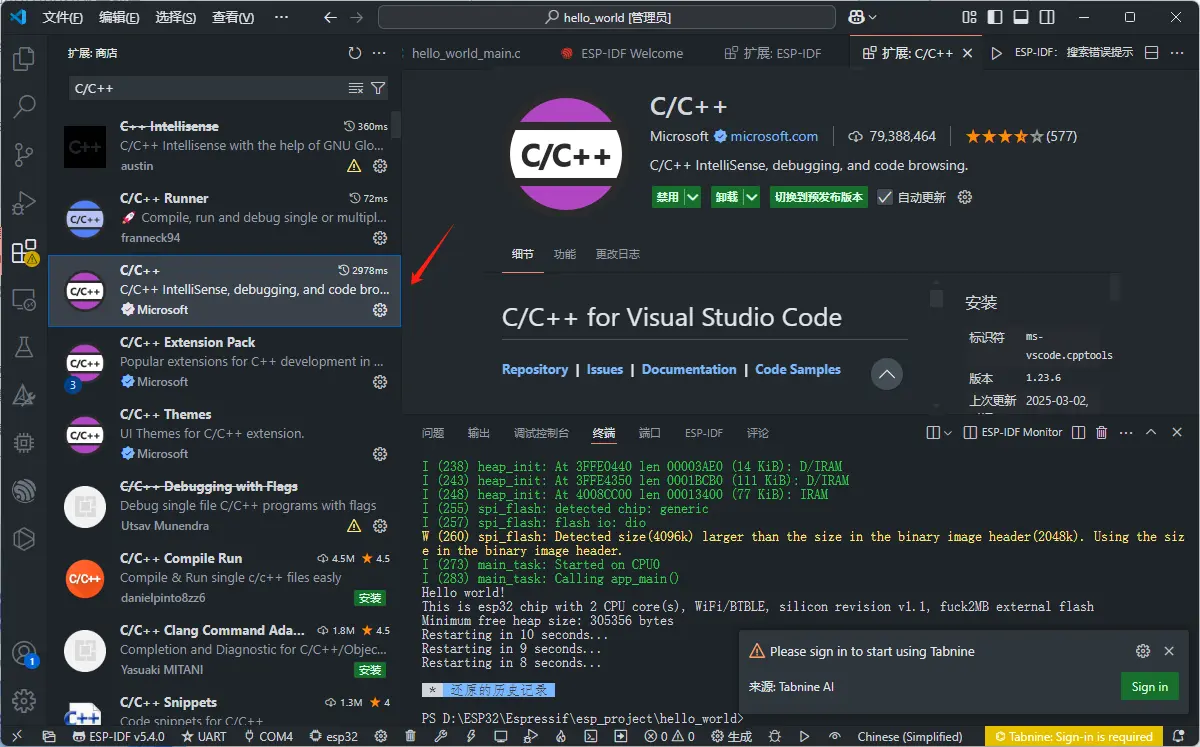 文件(F) 编辑(E) 选择(S) 查看(V) ··· hello_world [管理员]
扩展: 商店
hello_world_main.c ESP-IDF Welcome 扩展: ESP-IDF 扩展: C/C++ ESP-IDF: 搜索错误提示
C/C++
C++ Intellisense 360ms
C/C++ Intellisense with the help of GNU Glo...
austin
C/C++ Runner 72ms
🚀 Compile, run and debug single or multipl...
franneck94
C/C++ 2978ms
C/C++ IntelliSense, debugging, and code bro...
Microsoft
C/C++ Extension Pack
Popular extensions for C++ development in ...
3 Microsoft
C/C++ Themes
UI Themes for C/C++ extension.
Microsoft
C/C++ Debugging with Flags
Debug single file C/C++ programs with flags
Utsav Munendra
C/C++ Compile Run 4.5M ★ 4.5
Compile & Run single c/c++ files easly
danielpinto8zz6 安装
C/C++ Clang Command Ada... 1.8M ★ 4.5
Completion and Diagnostic for C/C++/Objec...
Yasuaki MITANI 安装
C/C++ Snippets 1.3M ★ 4
Code snippets for C/C++
C/C++
C/C++
Microsoft microsoft.com 79,388,464 (577)
C/C++ IntelliSense, debugging, and code browsing.
禁用 卸载 切换到预发布版本 自动更新
细节 功能 更改日志
C/C++ for Visual Studio Code
Repository | Issues | Documentation | Code Samples
安装
标识符 ms-
vscode.cpptools
版本 1.23.6
上次更新 2025-03-02,
问题 输出 调试控制台 终端 端口 ESP-IDF 评论 ESP-IDF Monitor
I (238) heap_init: At 3FFE0440 len 00003AE0 (14 KiB): D/IRAM
I (243) heap_init: At 3FFE4350 len 0001BCB0 (111 KiB): D/IRAM
I (248) heap_init: At 4008CC00 len 00013400 (77 KiB): IRAM
I (255) spi_flash: detected chip: generic
I (257) spi_flash: flash io: dio
W (260) spi_flash: Detected size(4096k) larger than the size in the binary image header(2048k). Using the siz
e in the binary image header.
I (273) main_task: Started on CPU0
I (283) main_task: Calling app_main()
Hello world!
This is esp32 chip with 2 CPU core(s), WiFi/BTBLE, silicon revision v1.1, fuck2MB external flash
Minimum free heap size: 305356 bytes
Restarting in 10 seconds...
Restarting in 9 seconds...
Restarting in 8 seconds...
* 还原的历史记录
PS D:\ESP32\Espressif\esp_project\hello_world>
Please sign in to start using Tabnine
来源: Tabnine AI Sign in
1
ESP-IDF v5.4.0 UART COM4 esp32 0 0 生成 Chinese (Simplified) Tabnine: Sign-in is required